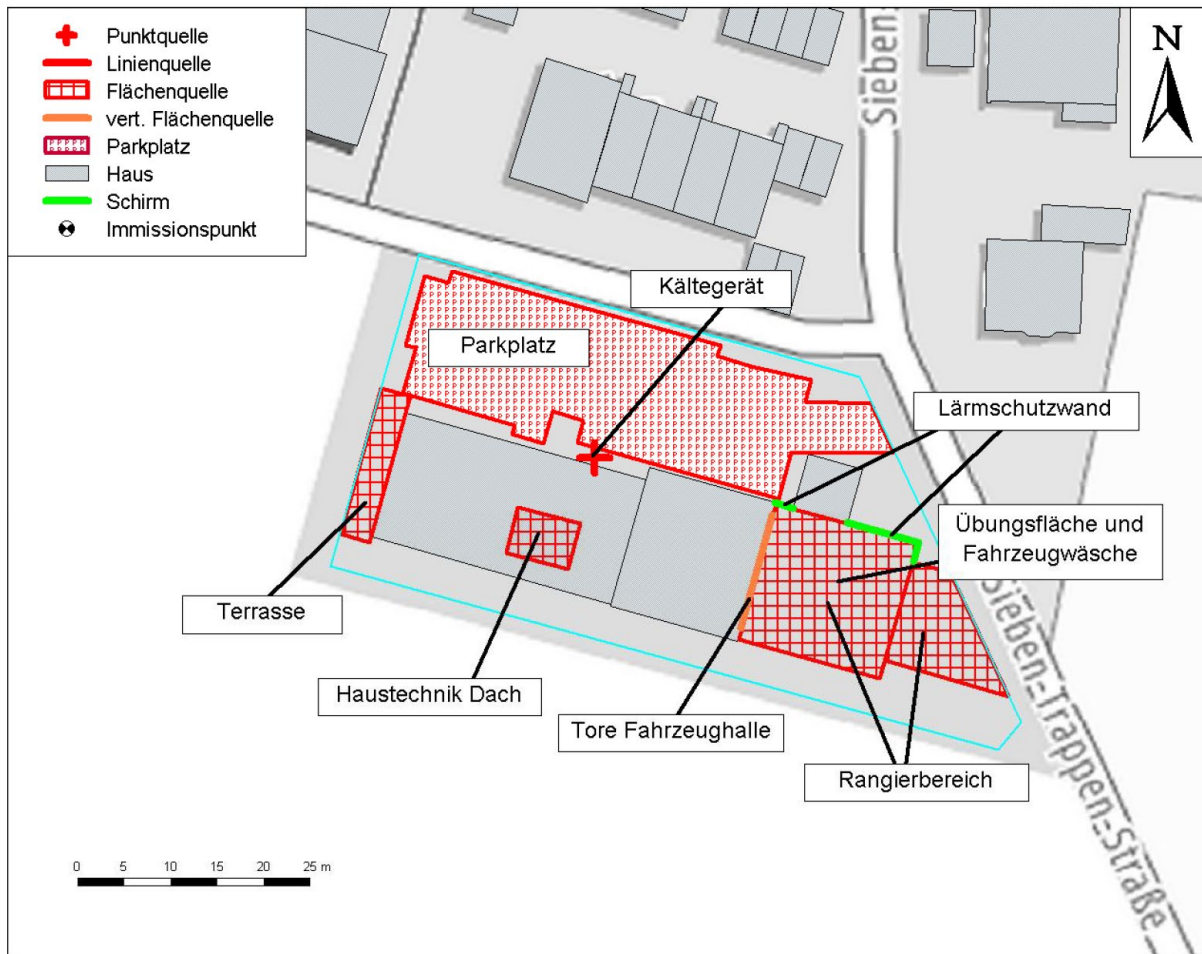 Punktquelle
Linienquelle
Flächenquelle
vert. Flächenquelle
Parkplatz
Haus
Schirm
Immissionspunkt
N
Sieben-
Kältegerät
Parkplatz
Lärmschutzwand
Übungsfläche und
Fahrzeugwäsche
Terrasse
Haustechnik Dach
Tore Fahrzeughalle
Rangierbereich
Sieben-Trappen-Straße
0 5 10 15 20 25 m